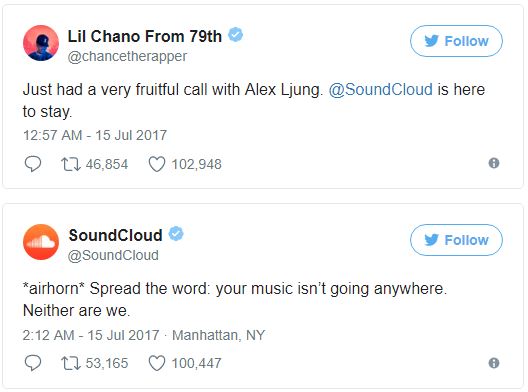 Lil Chano From 79th
Follow
@chancetherapper
Just had a very fruitful call with Alex Ljung. @SoundCloud is here
to stay.
12:57 AM - 15 Jul 2017
46,854 102,948
SoundCloud
Follow
@SoundCloud
*airhorn* Spread the word: your music isn’t going anywhere.
Neither are we.
2:12 AM - 15 Jul 2017 · Manhattan, NY
53,165 100,447